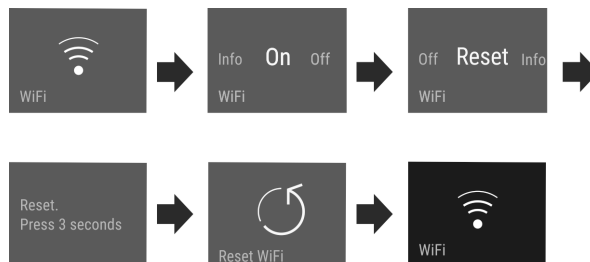 WiFi
Info On Off
WiFi
Off Reset Info
WiFi
Reset.
Press 3 seconds
Reset WiFi
WiFi